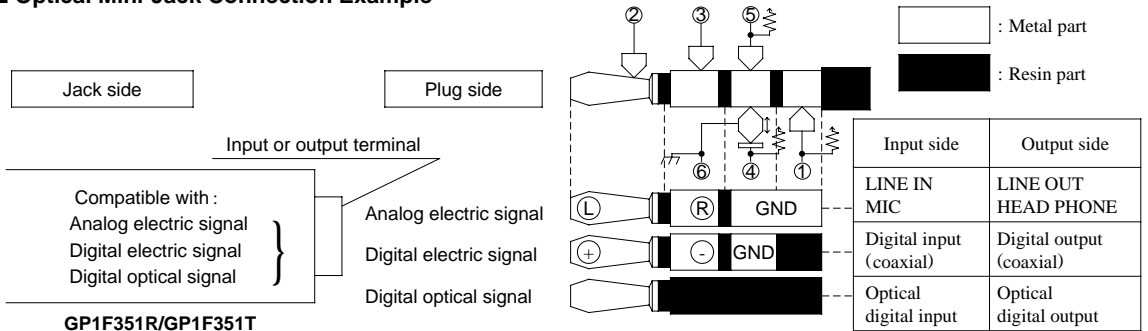 Optical Mini-Jack Connection Example
② ③ ⑤
: Metal part
: Resin part
Jack side
Plug side
Input or output terminal
⑥ ④ ①
Compatible with :
Analog electric signal
Digital electric signal
Digital optical signal
GP1F351R/GP1F351T
Analog electric signal
L R GND
Digital electric signal
+ - GND
Digital optical signal
Input side Output side
LINE IN LINE OUT
MIC HEAD PHONE
Digital input Digital output
(coaxial) (coaxial)
Optical Optical
digital input digital output